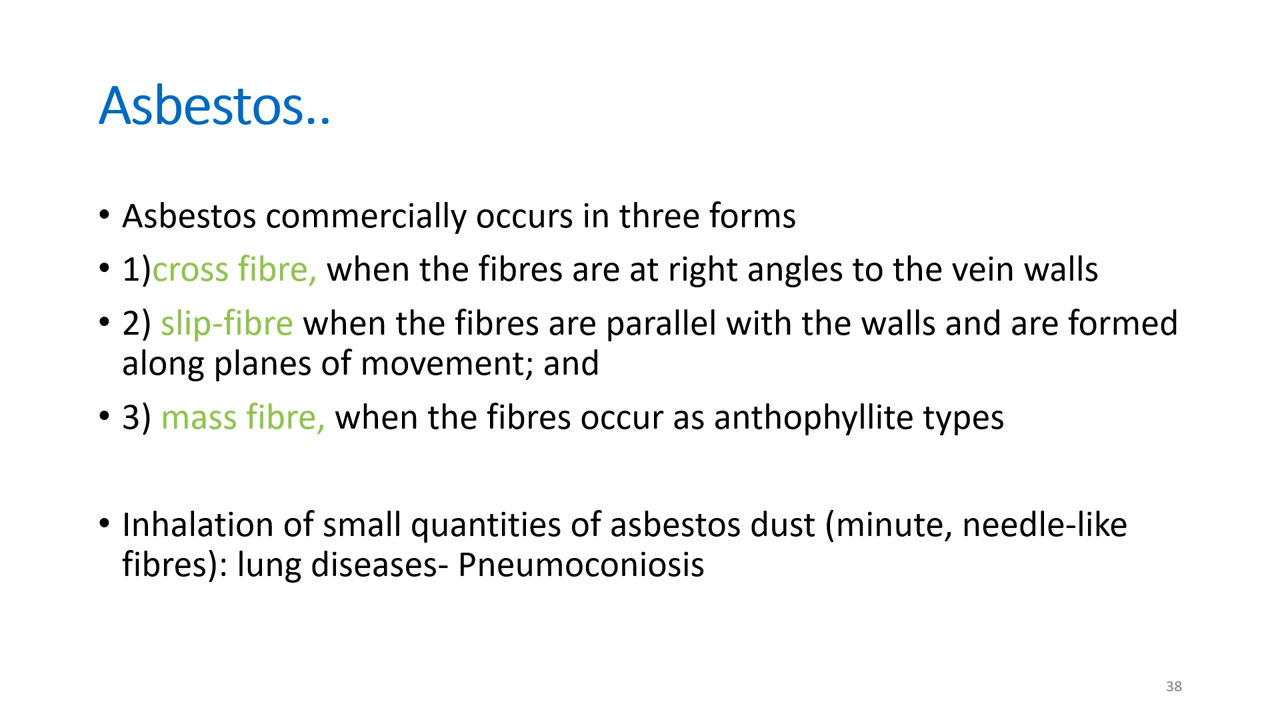 Asbestos..
• Asbestos commercially occurs in three forms
• 1)cross fibre, when the fibres are at right angles to the vein walls
• 2) slip-fibre when the fibres are parallel with the walls and are formed
along planes of movement; and
• 3) mass fibre, when the fibres occur as anthophyllite types
• Inhalation of small quantities of asbestos dust (minute, needle-like
fibres): lung diseases- Pneumoconiosis
38